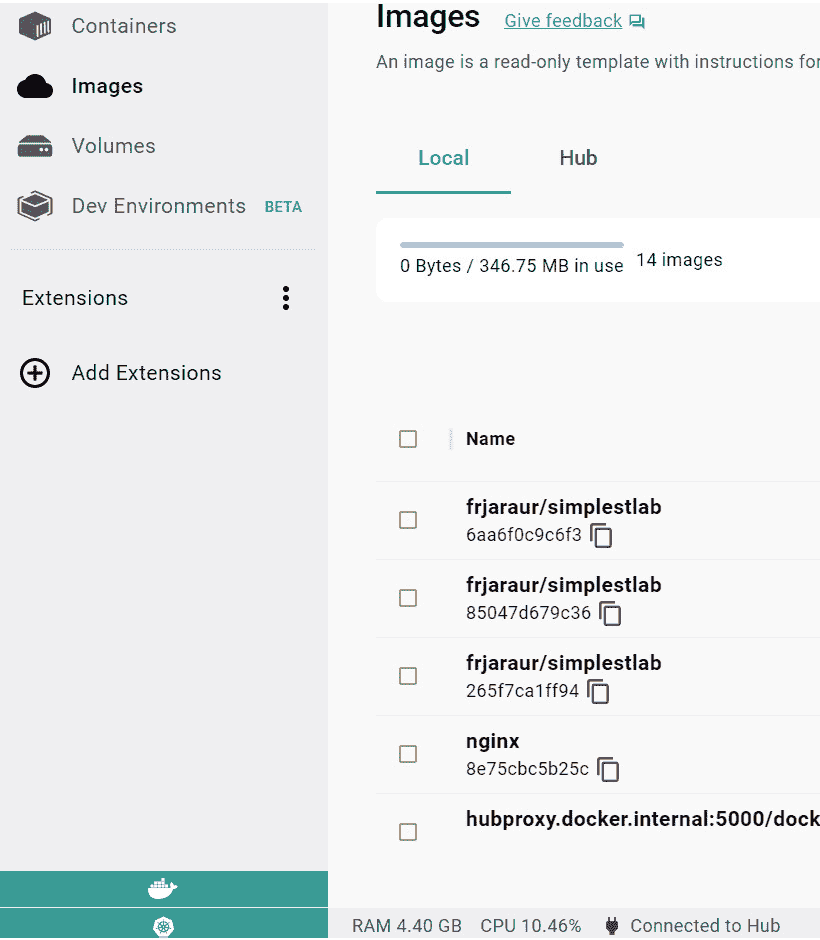 Containers
Images
Volumes
Dev Environments BETA
Extensions
Add Extensions
Images Give feedback
An image is a read-only template with instructions for
Local Hub
0 Bytes / 346.75 MB in use 14 images
Name
frjaraur/simplestlab
6aa6f0c9c6f3
frjaraur/simplestlab
85047d679c36
frjaraur/simplestlab
265f7ca1ff94
nginx
8e75cbc5b25c
hubproxy.docker.internal:5000/dock
RAM 4.40 GB CPU 10.46% Connected to Hub